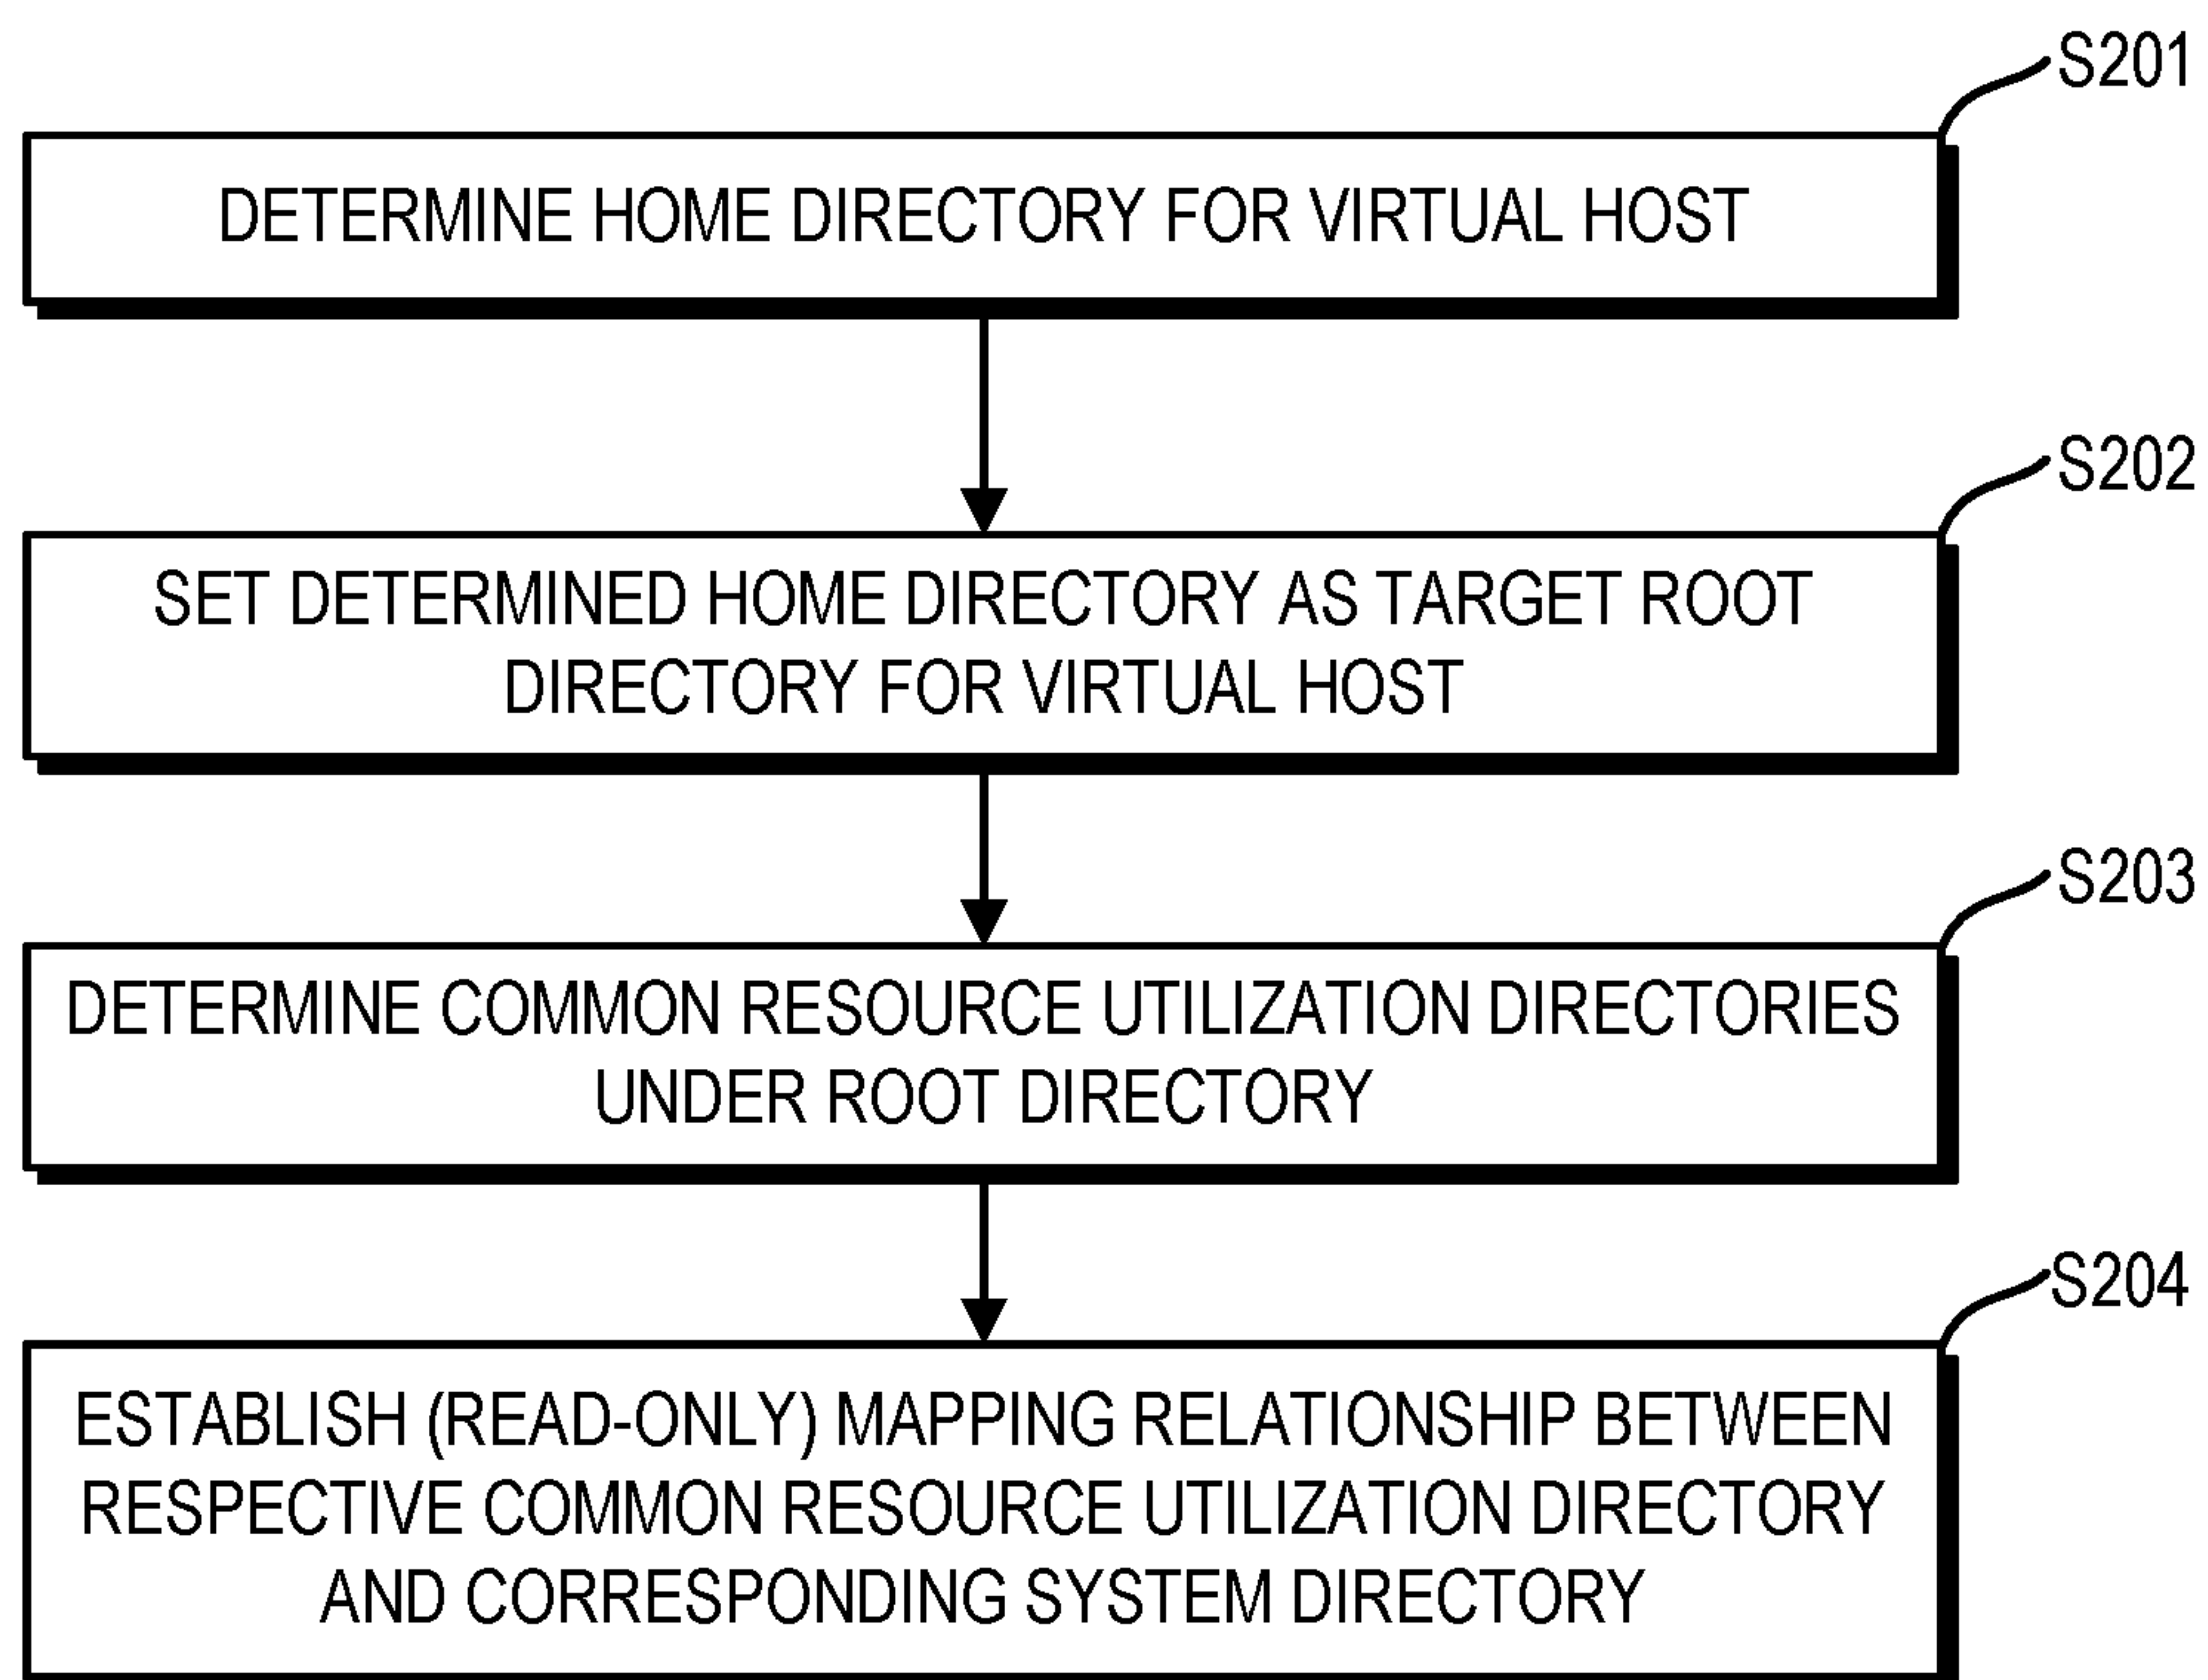 S201
DETERMINE HOME DIRECTORY FOR VIRTUAL HOST
S202
SET DETERMINED HOME DIRECTORY AS TARGET ROOT
DIRECTORY FOR VIRTUAL HOST
S203
DETERMINE COMMON RESOURCE UTILIZATION DIRECTORIES
UNDER ROOT DIRECTORY
S204
ESTABLISH (READ-ONLY) MAPPING RELATIONSHIP BETWEEN
RESPECTIVE COMMON RESOURCE UTILIZATION DIRECTORY
AND CORRESPONDING SYSTEM DIRECTORY